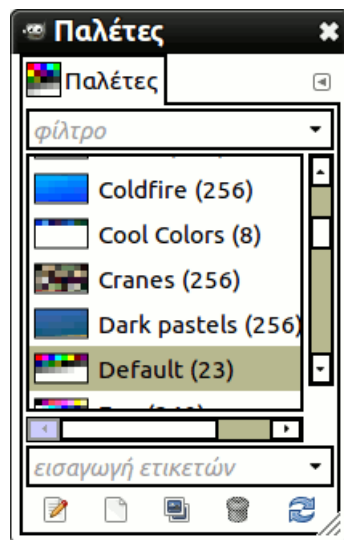 Παλέτες
Παλέτες
φίλτρο
Coldfire (256)
Cool Colors (8)
Cranes (256)
Dark pastels (256)
Default (23)
εισαγωγή ετικετών